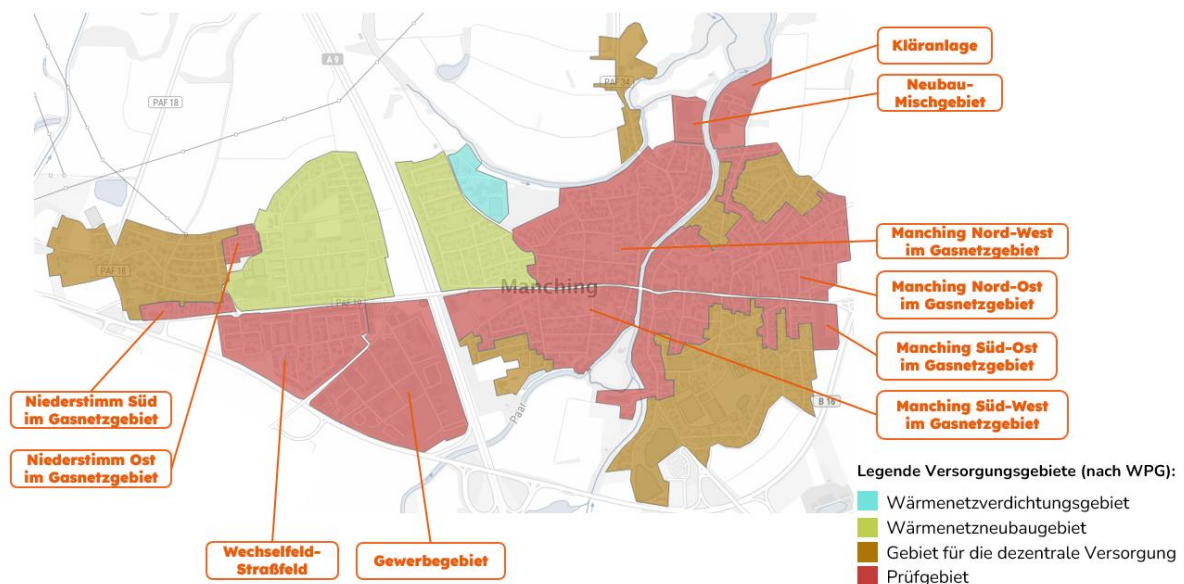 Kläranlage
Neubau-
Mischgebiet
A 9
PAF 34
PAF 18
Manching Nord-West
im Gasnetzgebiet
PAF 18
Manching
Manching Nord-Ost
im Gasnetzgebiet
Manching Süd-Ost
im Gasnetzgebiet
Niederstimm Süd
im Gasnetzgebiet
Paar
B 16
Manching Süd-West
im Gasnetzgebiet
Niederstimm Ost
im Gasnetzgebiet
Legende Versorgungsgebiete (nach WPG):
Wärmenetzverdichtungsgebiet
Wärmenetzneubaugebiet
Gebiet für die dezentrale Versorgung
Prüfgebiet
Wechselfeld-
Straßfeld
Gewerbegebiet